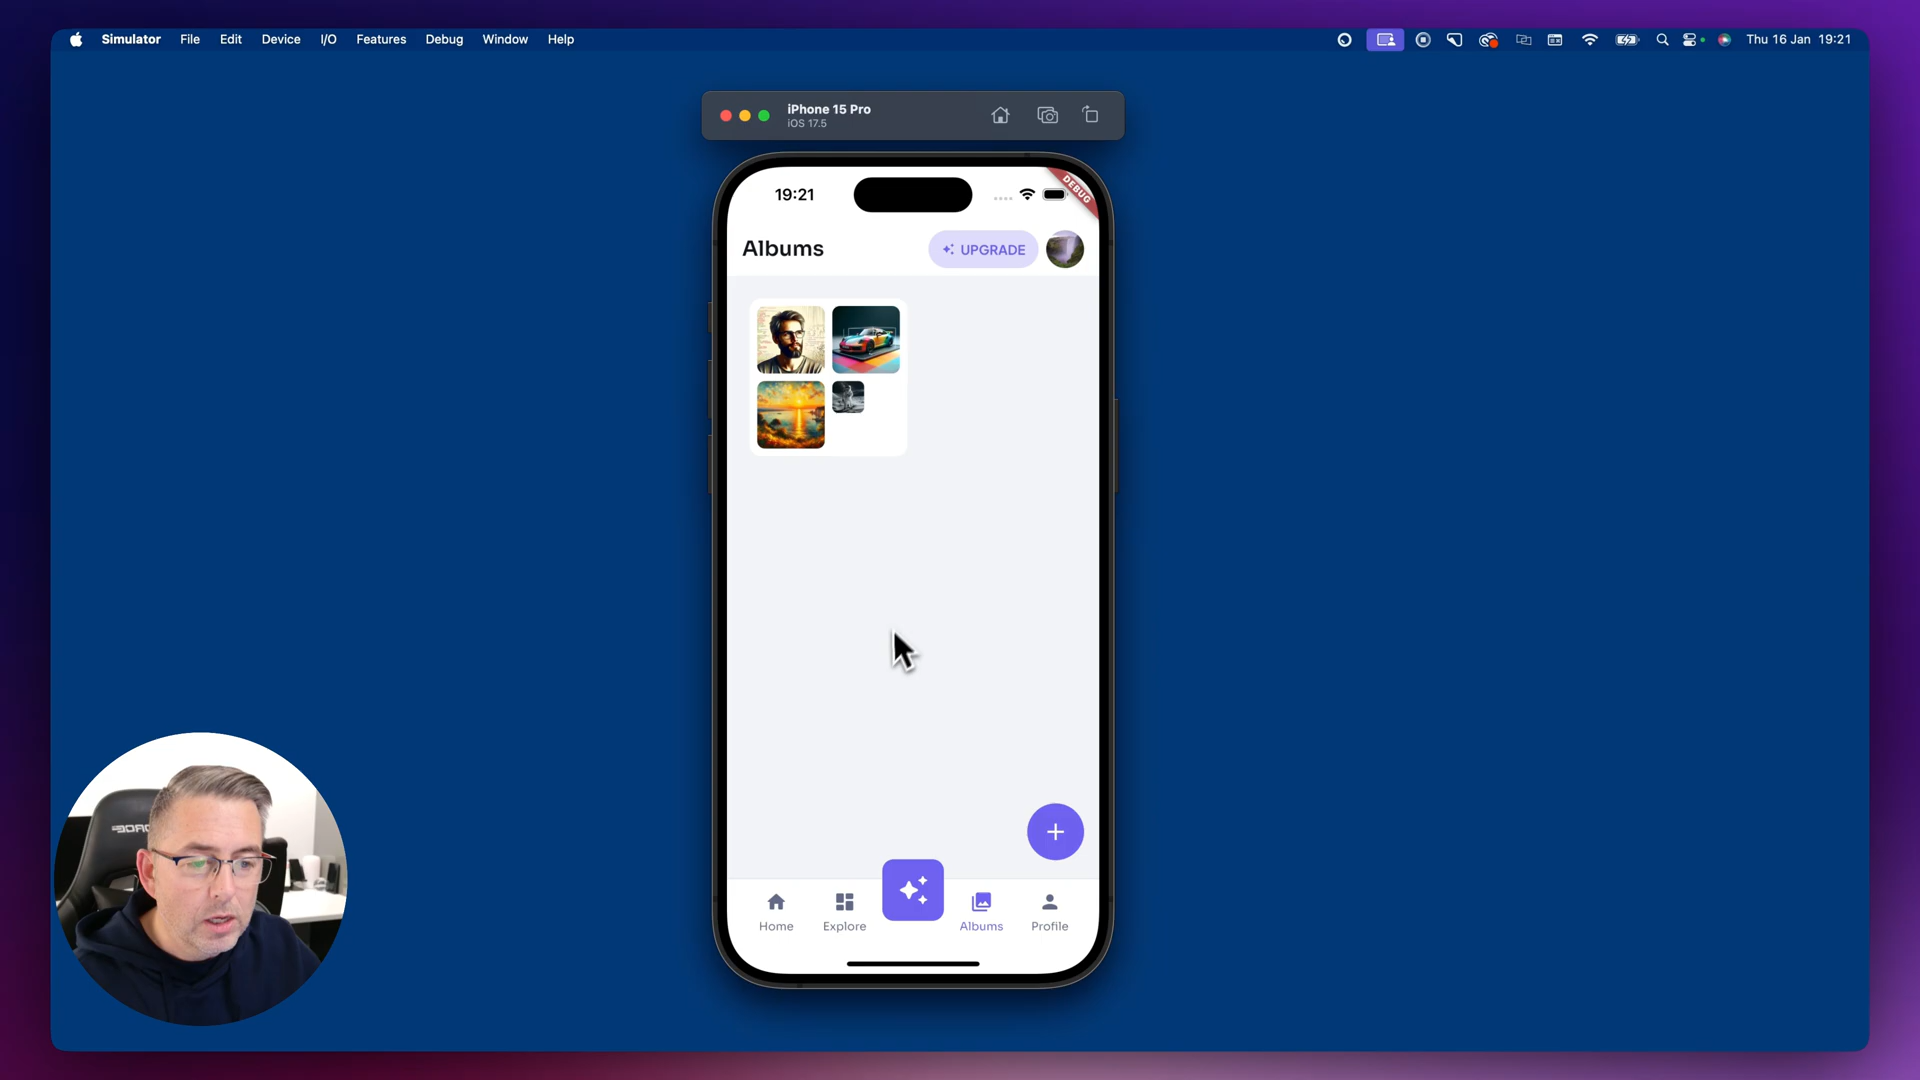 Simulator File Edit Device I/O Features Debug Window Help
Thu 16 Jan 19:21
iPhone 15 Pro
iOS 17.5
19:21
DEBUG
Albums
UPGRADE
Home
Explore
Albums
Profile